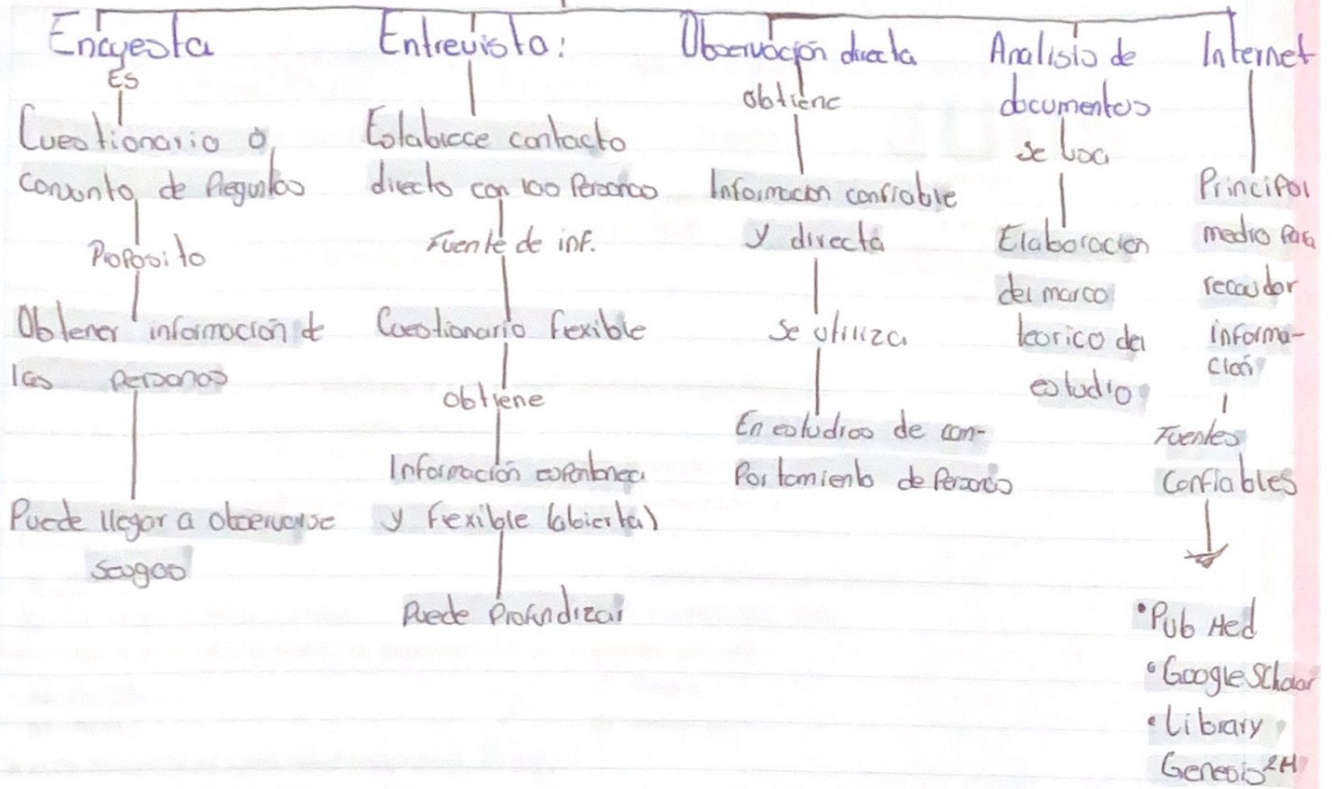 Encuesta
Es
Cuestionario o
conjunto de Preguntas
Proposito
Obtener información de
las personas
Puede llegar a observarse
sesgos
Entrevista:
Establece contacto
directo con las Personas
Fuente de inf.
Cuestionario flexible
obtiene
Información espontanea
y flexible (abierta)
Puede Profundizar
Observación directa
obtiene
Informacion confiable
y directa
se utiliza
En estudios de com-
Portamiento de Personas
Analisis de
documentos
se usa
Elaboracion
del marco
teorico del
estudio
Internet
Principal
medio para
recaudar
informa-
ción
Fuentes
Confiables
• Pub Med
• Google Scholar
• Library
Genesis